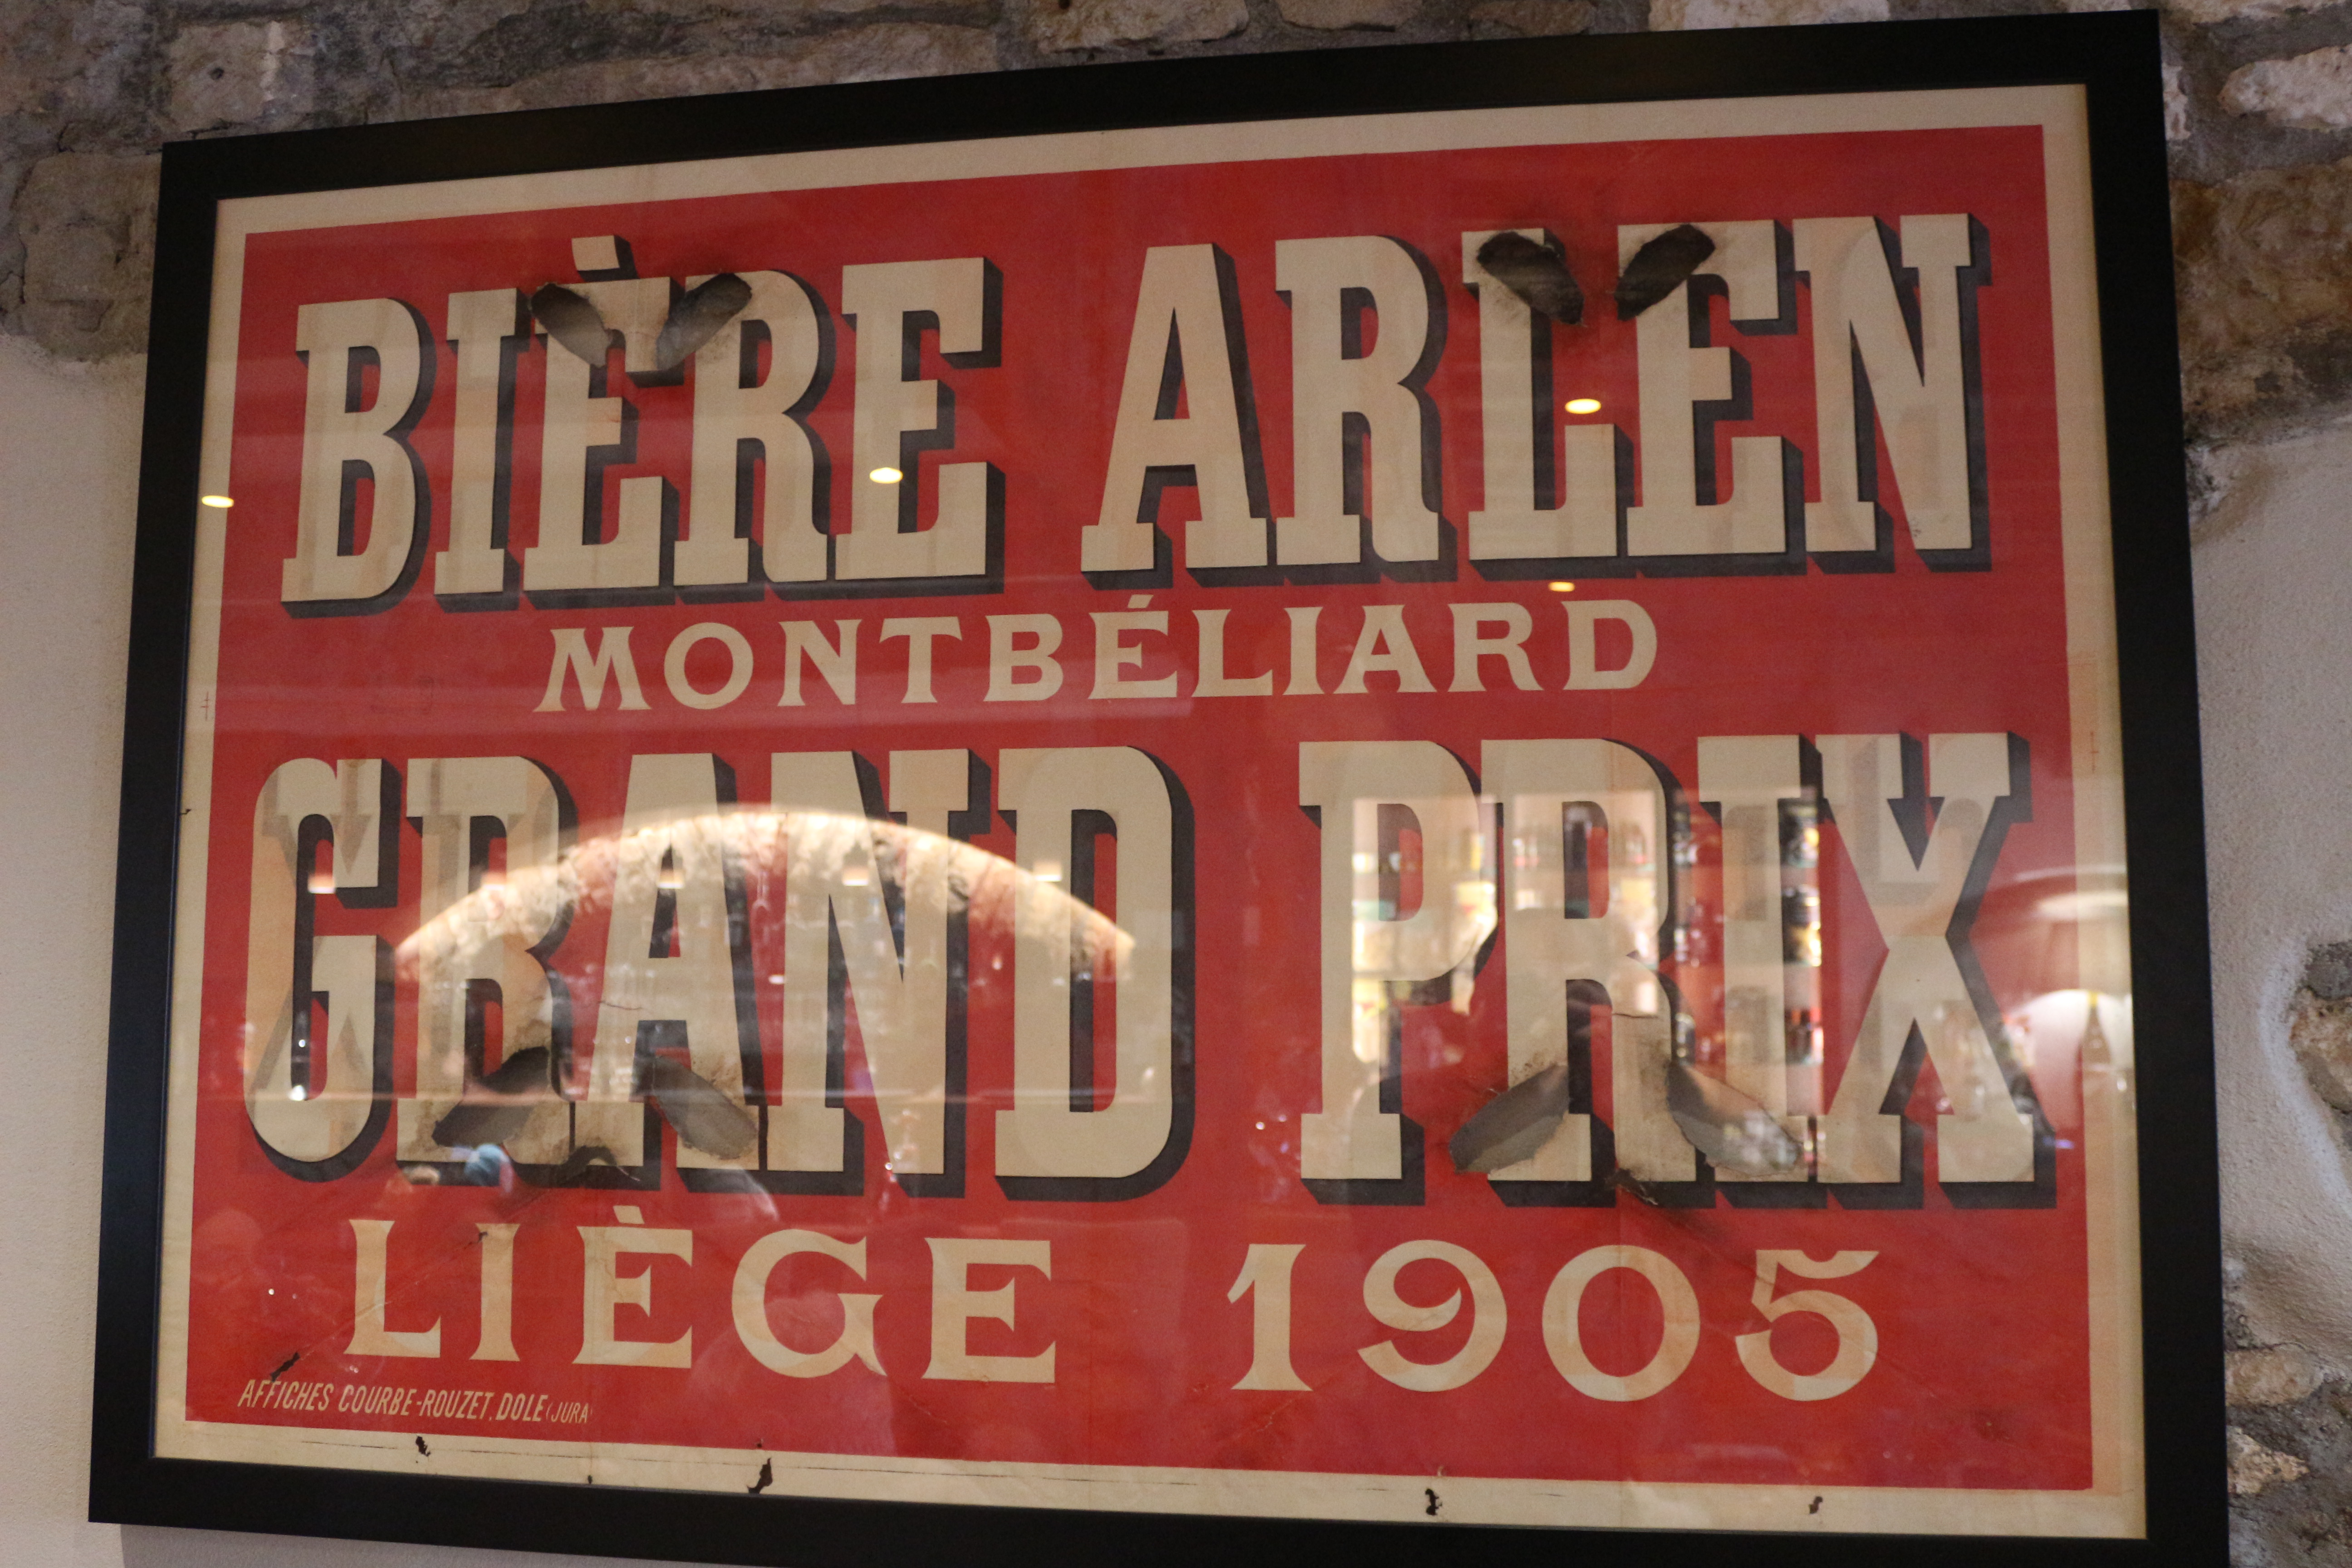 BIÈRE ARLEN
MONTBÉLIARD
GRAND PRIX
LIÈGE 1905
AFFICHES COURBE-ROUZET, DOLE (JURA)